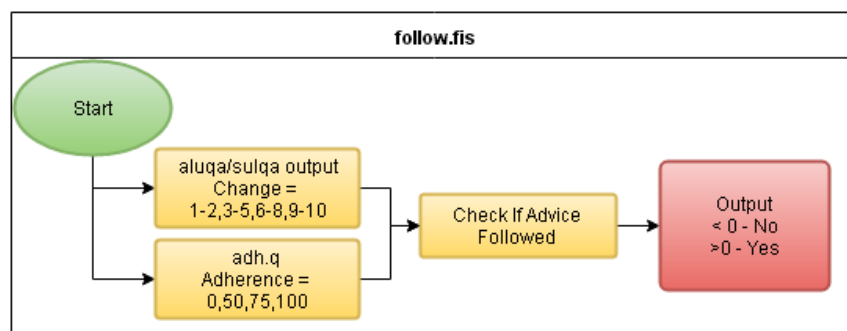 follow.fis
Start
aluqa/sulqa output
Change =
1-2,3-5,6-8,9-10
adh.q
Adherence =
0,50,75,100
Check If Advice
Followed
Output
< 0 - No
>0 - Yes